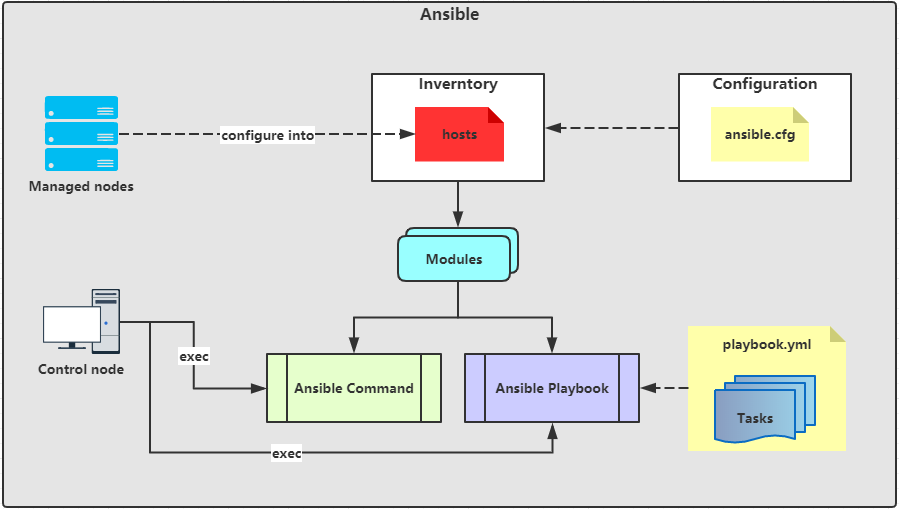 Ansible
Inverntory
Configuration
hosts
ansible.cfg
configure into
Managed nodes
Modules
playbook.yml
exec
Control node
Ansible Command
Ansible Playbook
Tasks
exec